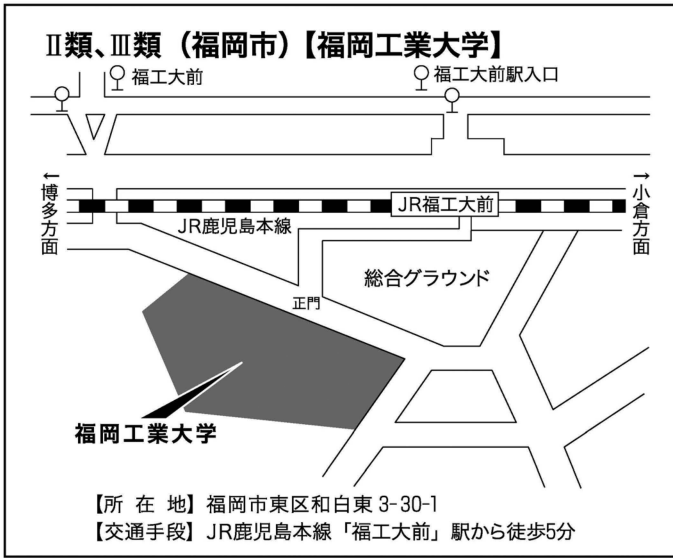 Ⅱ類、Ⅲ類（福岡市）【福岡工業大学】
福工大前
福工大前駅入口
←博多方面
→小倉方面
JR福工大前
JR鹿児島本線
総合グラウンド
正門
福岡工業大学
【所在地】福岡市東区和白東3-30-1
【交通手段】JR鹿児島本線「福工大前」駅から徒歩5分